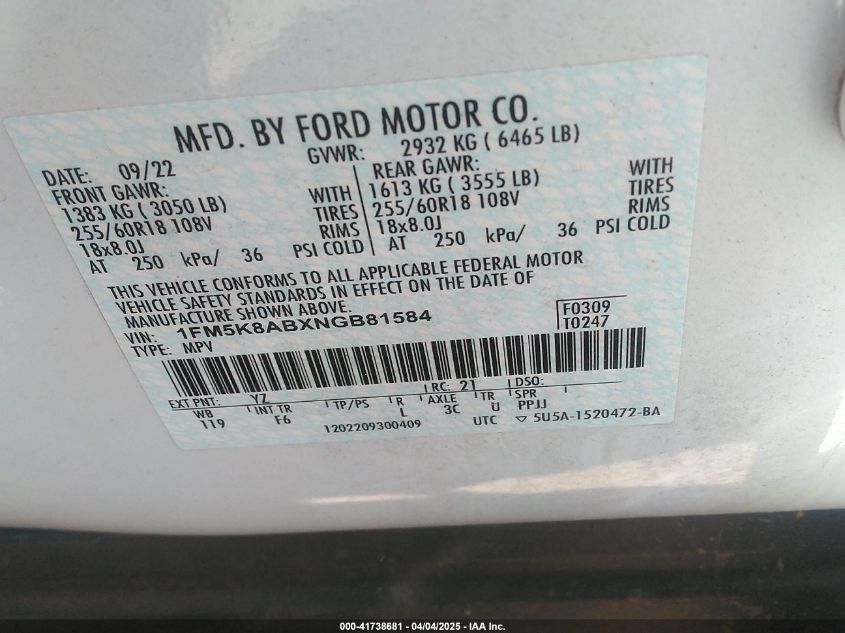 MFD. BY FORD MOTOR CO.
DATE: 09/22 GVWR: 2932 KG ( 6465 LB)
FRONT GAWR: REAR GAWR:
1383 KG ( 3050 LB) WITH 1613 KG ( 3555 LB) WITH
255/60R18 108V TIRES 255/60R18 108V TIRES
18x8.0J RIMS 18x8.0J RIMS
AT 250 kPa/ 36 PSI COLD AT 250 kPa/ 36 PSI COLD
THIS VEHICLE CONFORMS TO ALL APPLICABLE FEDERAL MOTOR
VEHICLE SAFETY STANDARDS IN EFFECT ON THE DATE OF
MANUFACTURE SHOWN ABOVE.
VIN: 1FM5K8ABXNGB81584 F0309
TYPE: MPV T0247
EXT PNT: YZ RC: 21 DSO:
WB INT TR TP/PS R AXLE TR SPR
119 F6 L 3C U PPJJ
1202209300409 UTC ▽ 5U5A-1520472-BA
000-41738681 - 04/04/2025 - IAA Inc.